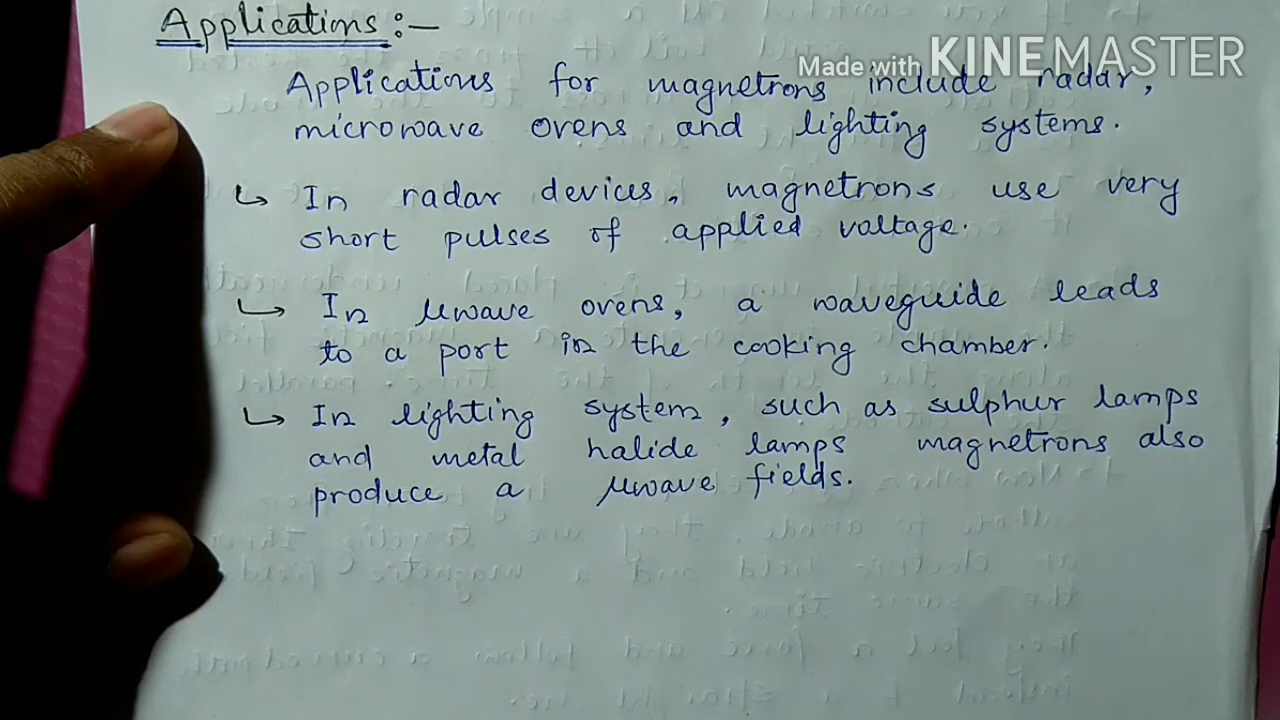 Applications :-
Made with KINEMASTER
Applications for magnetrons include radar,
microwave ovens and lighting systems.
↳ In radar devices, magnetrons use very
short pulses of applied voltage.
↳ In μwave ovens, a waveguide leads
to a port in the cooking chamber.
↳ In lighting system, such as sulphur lamps
and metal halide lamps magnetrons also
produce a μwave fields.